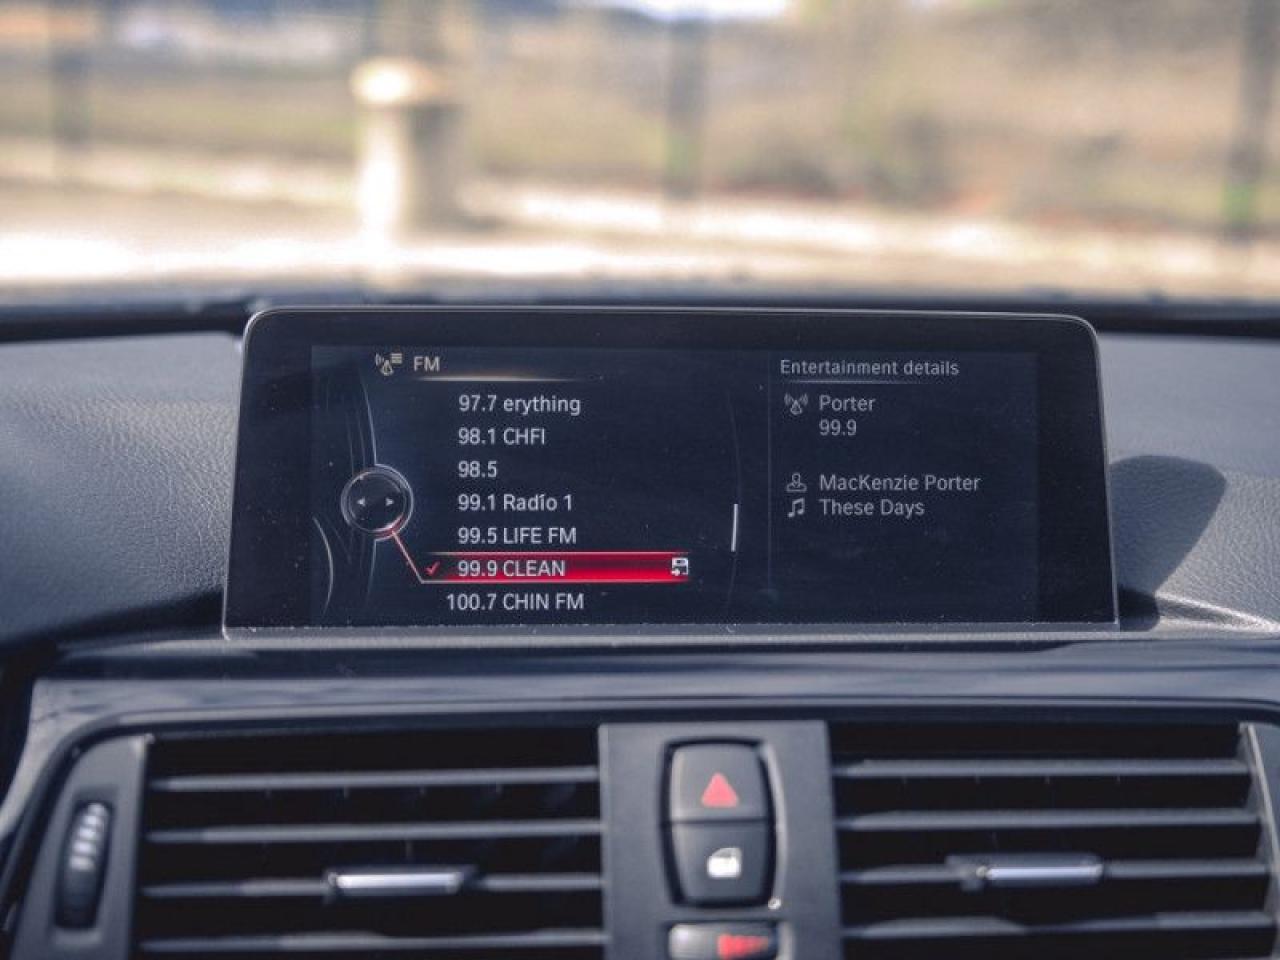 FM
97.7 erything
98.1 CHFI
98.5
99.1 Radío 1
99.5 LIFE FM
99.9 CLEAN
100.7 CHIN FM
Entertainment details
Porter
99.9
MacKenzie Porter
These Days